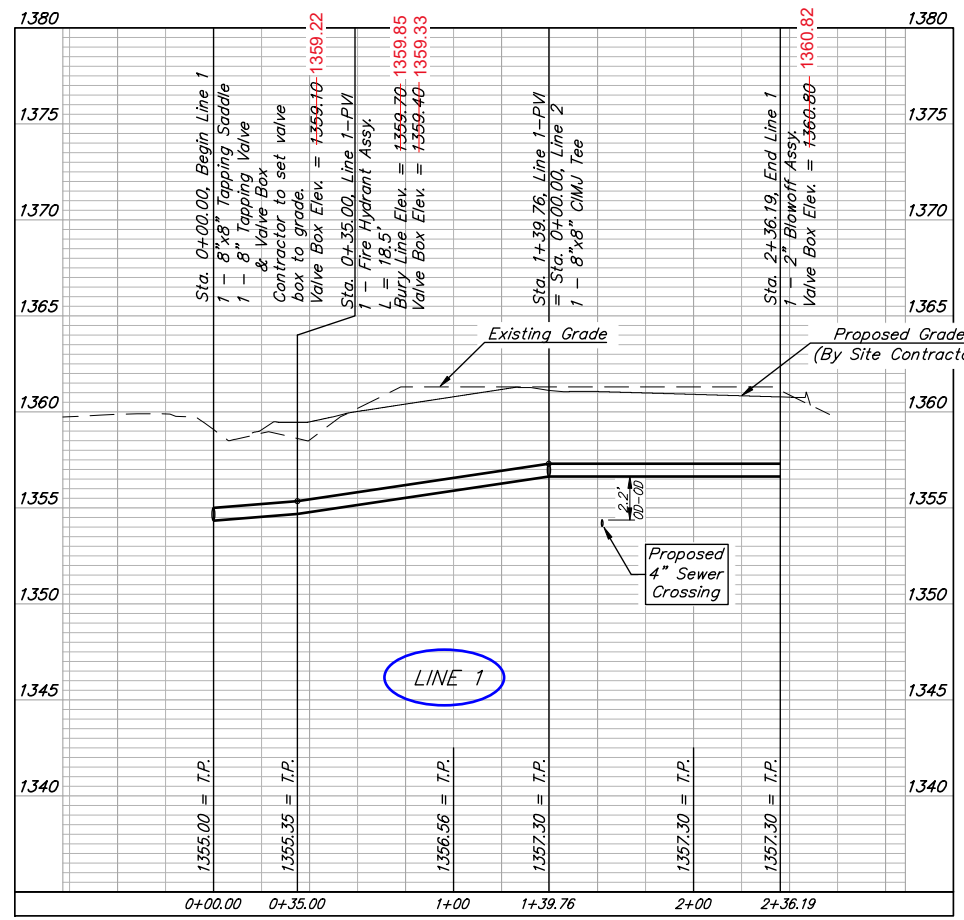 1380
1380
1375
1375
1370
1370
1365
1365
1360
1360
1355
1355
1350
1350
1345
1345
1340
1340
Sta. 0+00.00, Begin Line 1
1 - 8"x8" Tapping Saddle
1 - 8" Tapping Valve
& Valve Box
Contractor to set valve
box to grade.
Valve Box Elev. = 1359.10 1359.22
Sta. 0+35.00, Line 1-PVI
1 - Fire Hydrant Assy.
L = 18.5'
Bury Line Elev. = 1359.70 1359.85
Valve Box Elev. = 1359.40 1359.33
Sta. 1+39.76, Line 1-PVI
= Sta. 0+00.00, Line 2
1 - 8"x8" CIMJ Tee
Sta. 2+36.19, End Line 1
1 - 2" Blowoff Assy.
Valve Box Elev. = 1360.80 1360.82
Existing Grade
Proposed Grade
(By Site Contracto
2.2'
OD-OD
Proposed
4" Sewer
Crossing
LINE 1
1355.00 = T.P.
1355.35 = T.P.
1356.56 = T.P.
1357.30 = T.P.
1357.30 = T.P.
1357.30 = T.P.
0+00.00
0+35.00
1+00
1+39.76
2+00
2+36.19